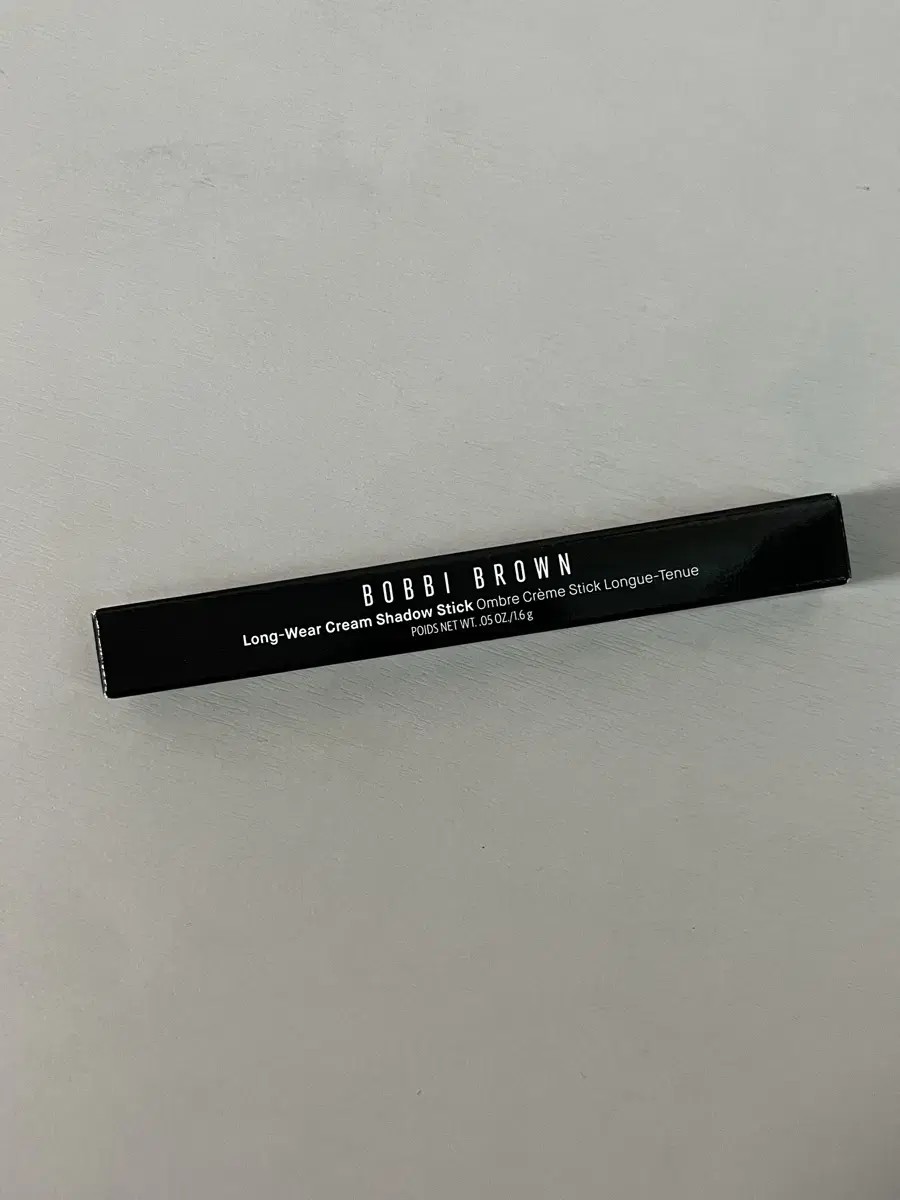 BOBBI BROWN
Long-Wear Cream Shadow Stick Ombre Crème Stick Longue-Tenue
POIDS NET WT. .05 OZ./1.6 g